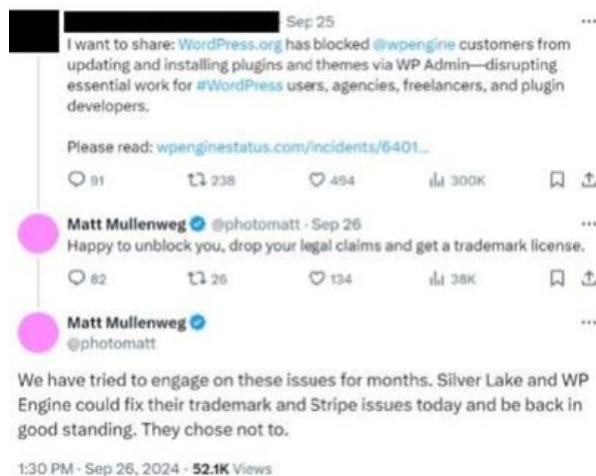 Sep 25
I want to share: WordPress.org has blocked @wpengine customers from
updating and installing plugins and themes via WP Admin—disrupting
essential work for #WordPress users, agencies, freelancers, and plugin
developers.
Please read: wpenginestatus.com/incidents/6401...
91 238 494 300K
Matt Mullenweg @photomatt · Sep 26
Happy to unblock you, drop your legal claims and get a trademark license.
82 26 134 38K
Matt Mullenweg
@photomatt
We have tried to engage on these issues for months. Silver Lake and WP
Engine could fix their trademark and Stripe issues today and be back in
good standing. They chose not to.
1:30 PM · Sep 26, 2024 · 52.1K Views